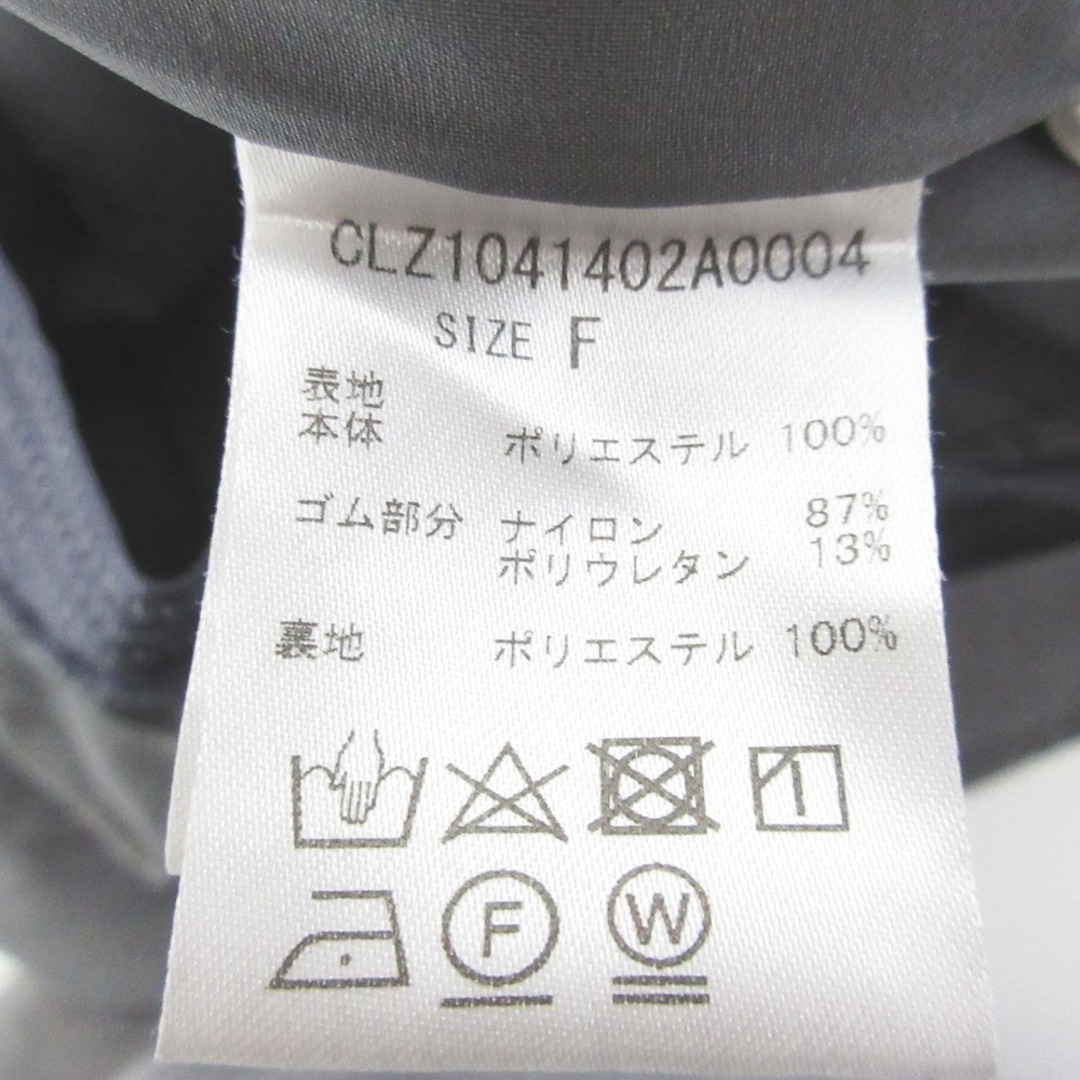 CLZ1041402A0004
SIZE F
表地
本体 ポリエステル 100%
ゴム部分 ナイロン 87%
ポリウレタン 13%
裏地 ポリエステル 100%
F W